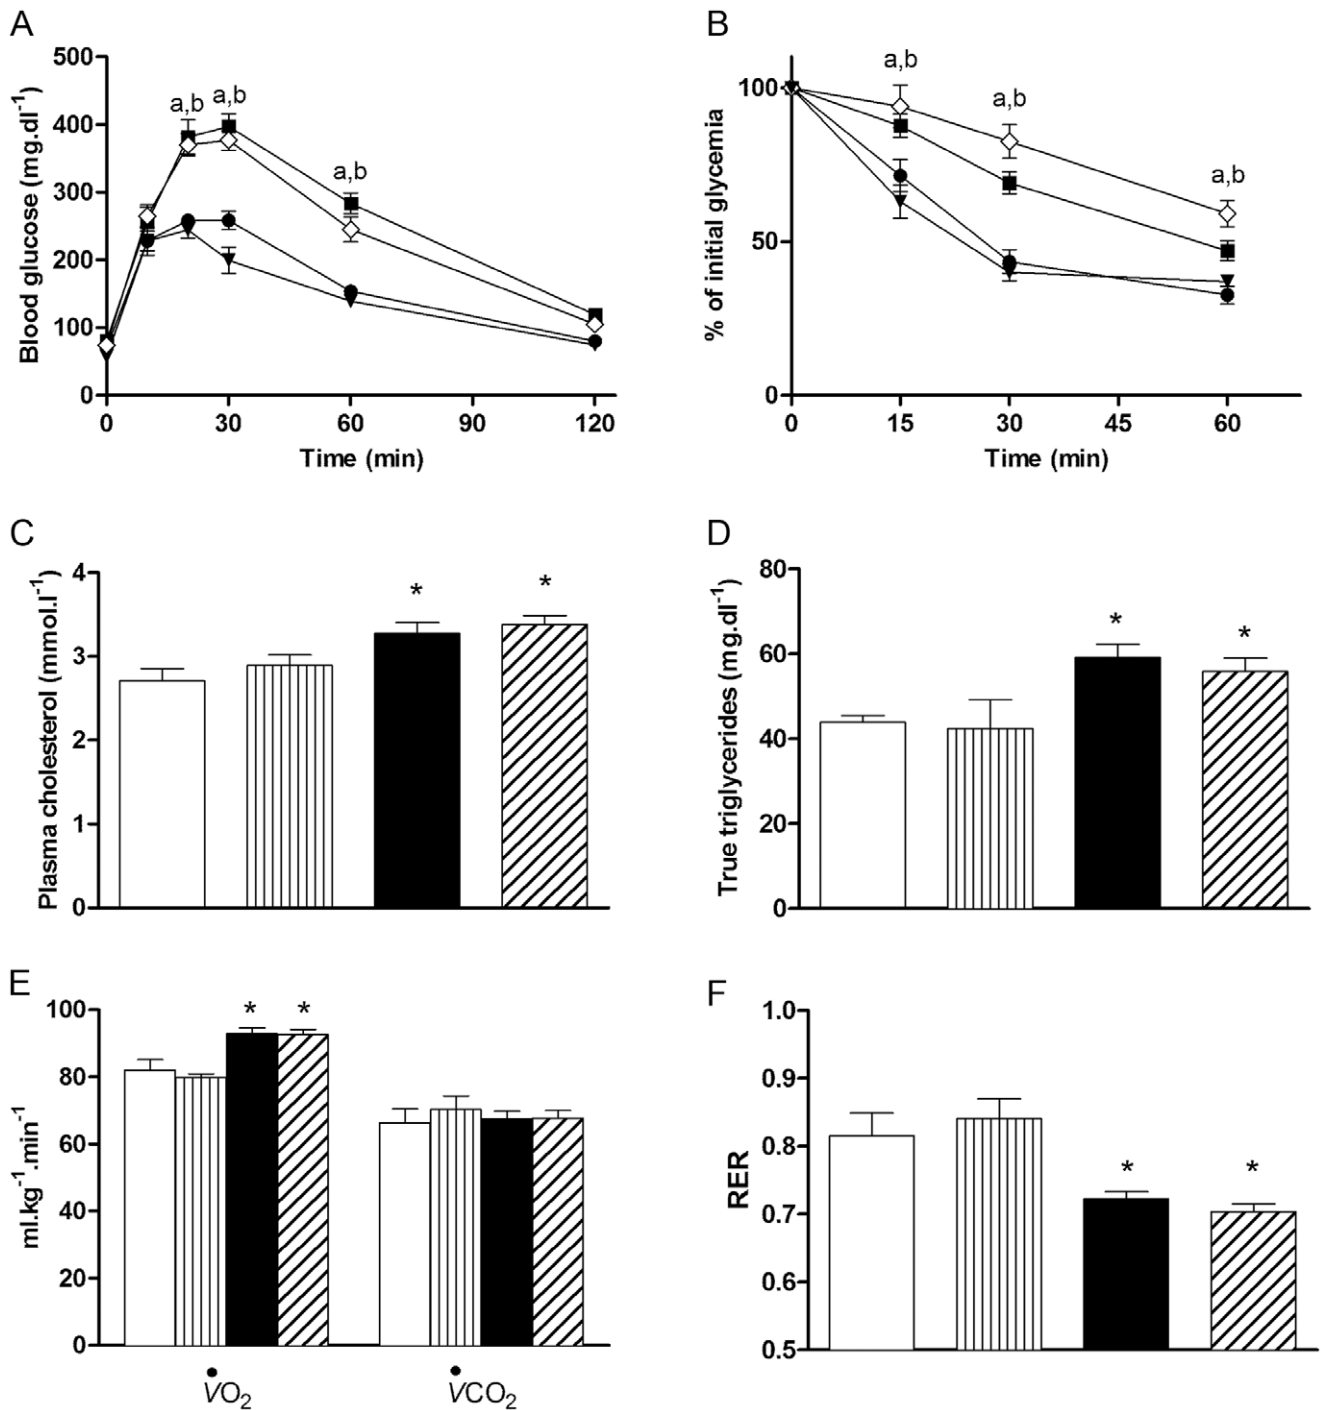 A
Blood glucose (mg.dl-1)
500
400
300
200
100
0
a,b
a,b
a,b
0
30
60
90
120
Time (min)
B
% of initial glycemia
100
50
0
a,b
a,b
a,b
0
15
30
45
60
Time (min)
C
Plasma cholesterol (mmol.l-1)
4
3
2
1
0
*
*
D
True triglycerides (mg.dl-1)
80
60
40
20
0
*
*
E
ml.kg-1.min-1
100
80
60
40
20
0
*
*
V̇O2
V̇CO2
F
RER
1.0
0.9
0.8
0.7
0.6
0.5
*
*